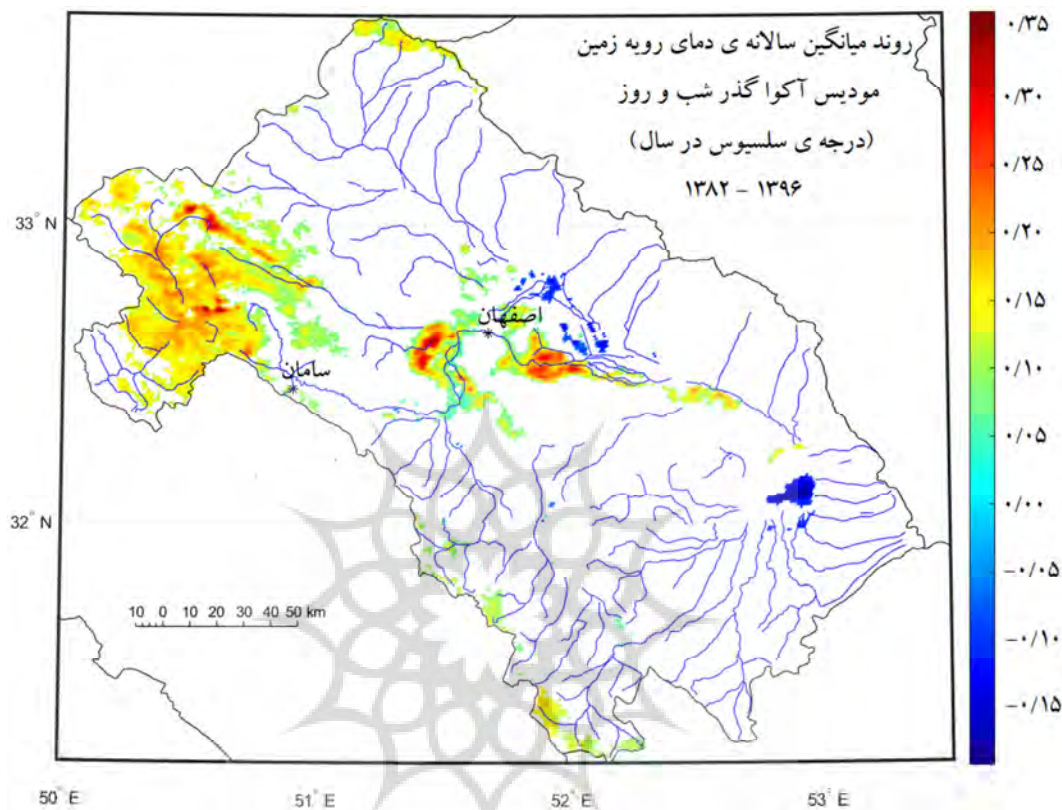 روند میانگین سالانه ی دمای رویه زمین
مودیس آکوا گذر شب و روز
(درجه ی سلسیوس در سال)
۱۳۸۲ – ۱۳۹۶
۰/۳۵
۰/۳۰
۰/۲۵
۰/۲۰
۰/۱۵
۰/۱۰
۰/۰۵
۰/۰۰
-۰/۰۵
-۰/۱۰
-۰/۱۵
33° N
32° N
اصفهان
سامان
10 0 10 20 30 40 50 km
50° E
51° E
52° E
53° E